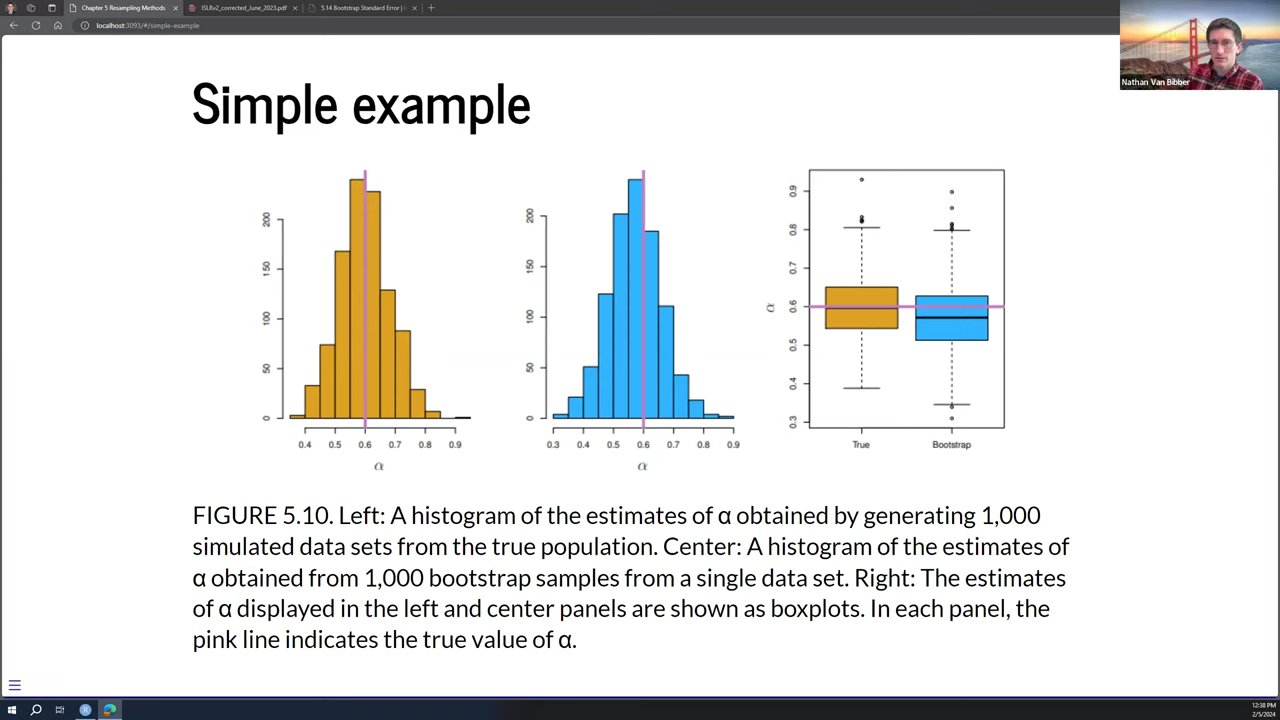 Chapter 5 Resampling Methods
ISLRv2_corrected_June_2023.pdf
5.14 Bootstrap Standard Error |
localhost:3093/#/simple-example
Nathan Van Bibber
Simple example
200
150
100
50
0
0.4 0.5 0.6 0.7 0.8 0.9
α
200
150
100
50
0
0.3 0.4 0.5 0.6 0.7 0.8 0.9
α
0.9
0.8
0.7
0.6
0.5
0.4
0.3
α
True Bootstrap
FIGURE 5.10. Left: A histogram of the estimates of α obtained by generating 1,000
simulated data sets from the true population. Center: A histogram of the estimates of
α obtained from 1,000 bootstrap samples from a single data set. Right: The estimates
of α displayed in the left and center panels are shown as boxplots. In each panel, the
pink line indicates the true value of α.
12:38 PM
2/5/2024